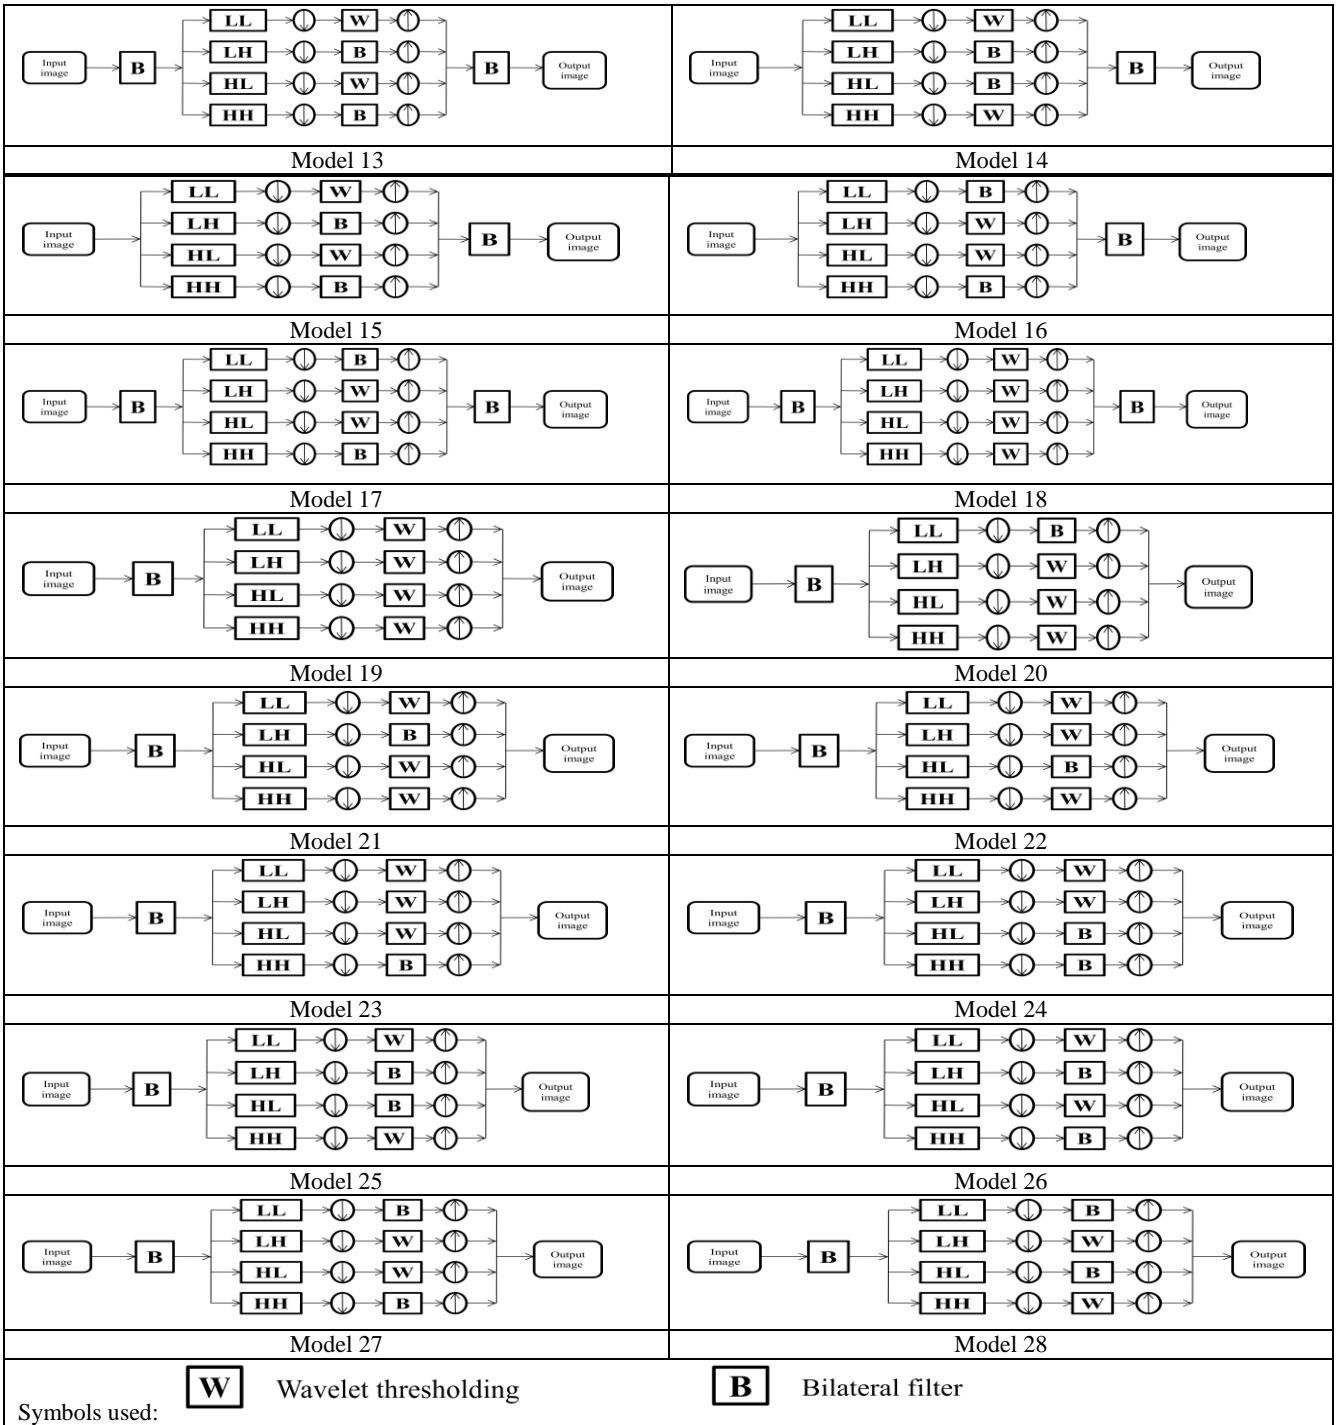 LL W
LH B
Input image B B Output image
HL W
HH B
Model 13
LL W
LH B
Input image B Output image
HL B
HH W
Model 14
LL W
LH B
Input image B Output image
HL W
HH B
Model 15
LL B
LH W
Input image B Output image
HL W
HH B
Model 16
LL B
LH W
Input image B B Output image
HL W
HH B
Model 17
LL W
LH W
Input image B B Output image
HL W
HH W
Model 18
LL W
LH W
Input image B Output image
HL W
HH W
Model 19
LL B
LH W
Input image B Output image
HL W
HH W
Model 20
LL W
LH B
Input image B Output image
HL W
HH W
Model 21
LL W
LH W
Input image B Output image
HL B
HH W
Model 22
LL W
LH W
Input image B Output image
HL W
HH B
Model 23
LL W
LH W
Input image B Output image
HL B
HH B
Model 24
LL W
LH B
Input image B Output image
HL B
HH W
Model 25
LL W
LH B
Input image B Output image
HL W
HH B
Model 26
LL B
LH W
Input image B Output image
HL W
HH B
Model 27
LL B
LH W
Input image B Output image
HL B
HH W
Model 28
W Wavelet thresholding B Bilateral filter
Symbols used: